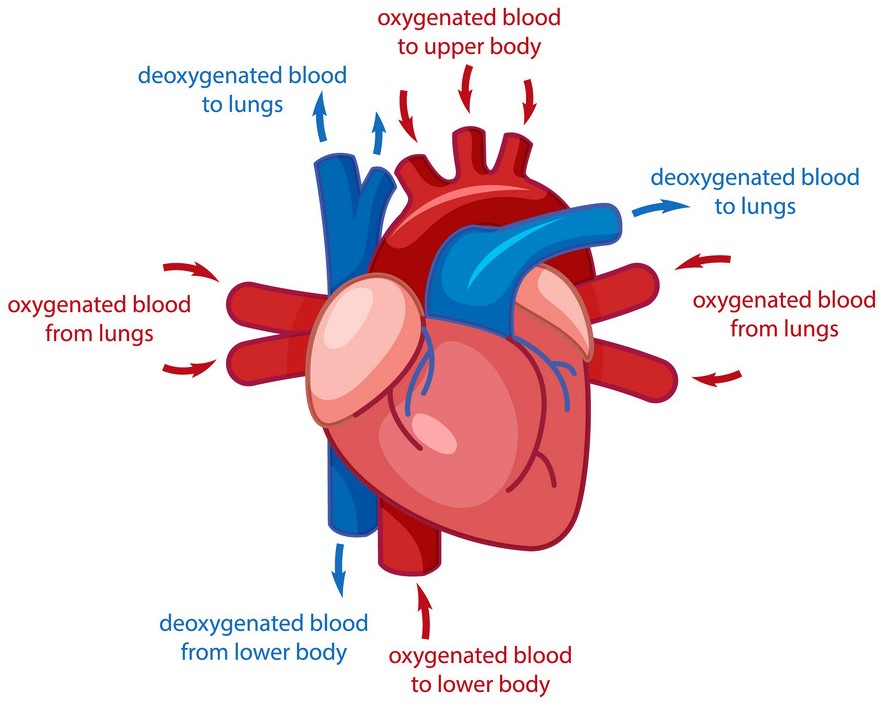 oxygenated blood
to upper body
deoxygenated blood
to lungs
deoxygenated blood
to lungs
oxygenated blood
from lungs
oxygenated blood
from lungs
deoxygenated blood
from lower body
oxygenated blood
to lower body